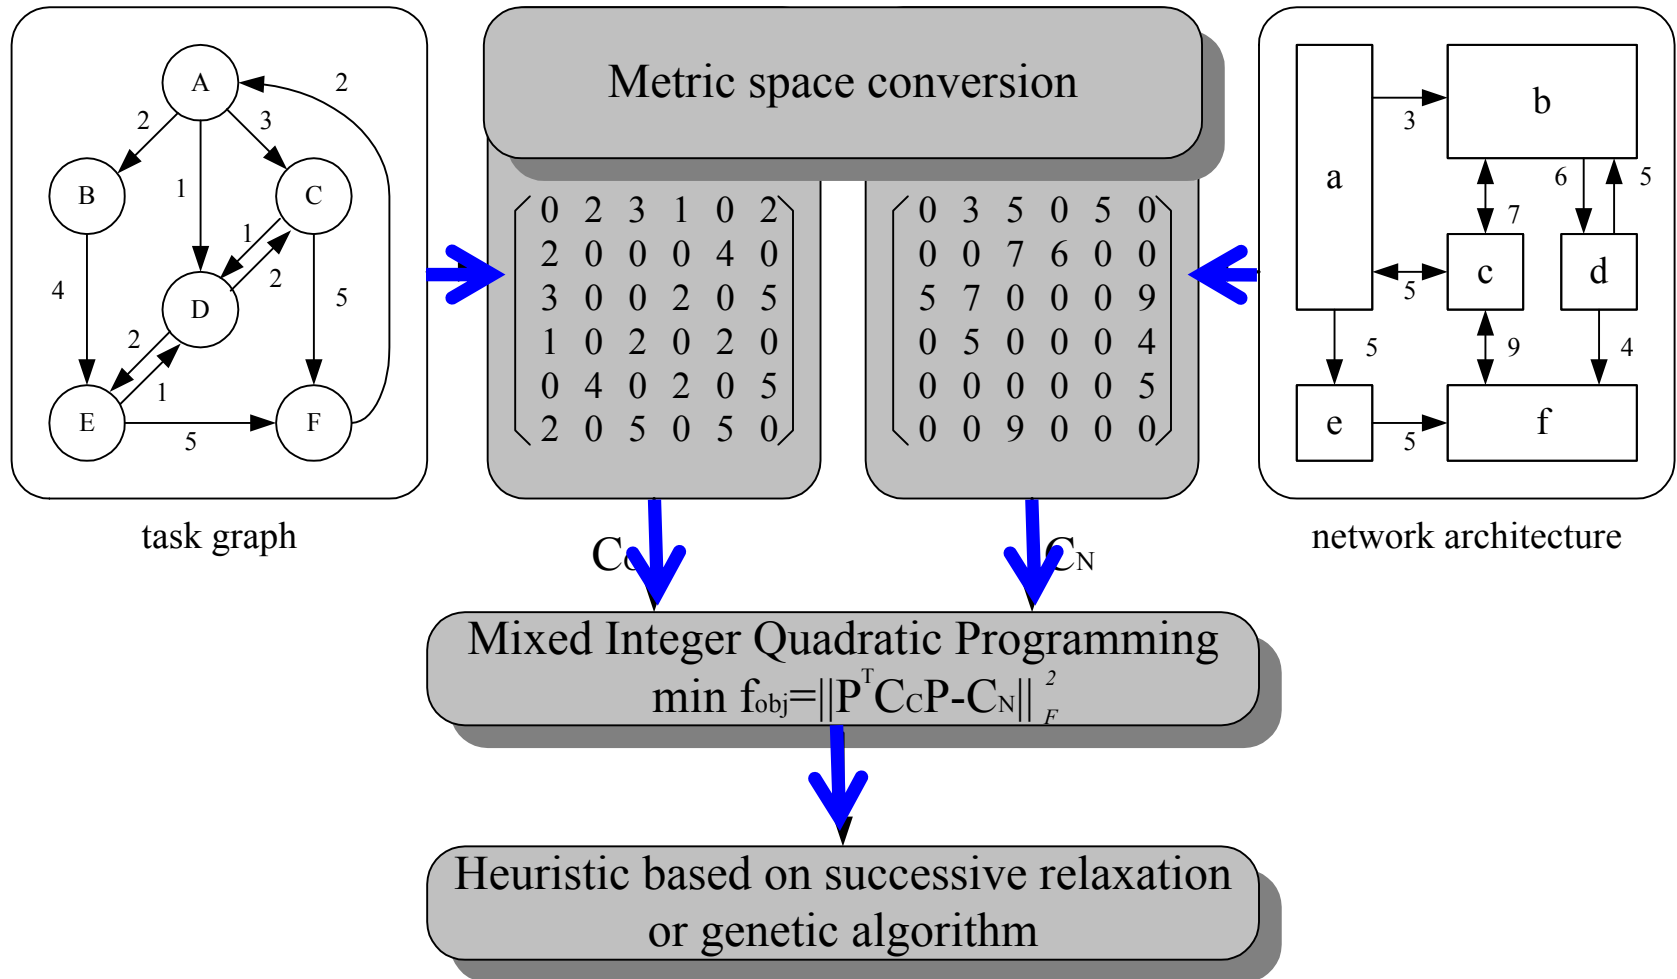 Metric space conversion
A
2
2
3
B
1
C
1
2
4
D
5
2
1
E
5
F
task graph
0 2 3 1 0 2
2 0 0 0 4 0
3 0 0 2 0 5
1 0 2 0 2 0
0 4 0 2 0 5
2 0 5 0 5 0
0 3 5 0 5 0
0 0 7 6 0 0
5 7 0 0 0 9
0 5 0 0 0 4
0 0 0 0 0 5
0 0 9 0 0 0
a
3
b
6
5
7
c
d
5
5
9
4
e
5
f
network architecture
CN
Mixed Integer Quadratic Programming
min fobj=||PᵀCCP-CN||²F
Heuristic based on successive relaxation
or genetic algorithm